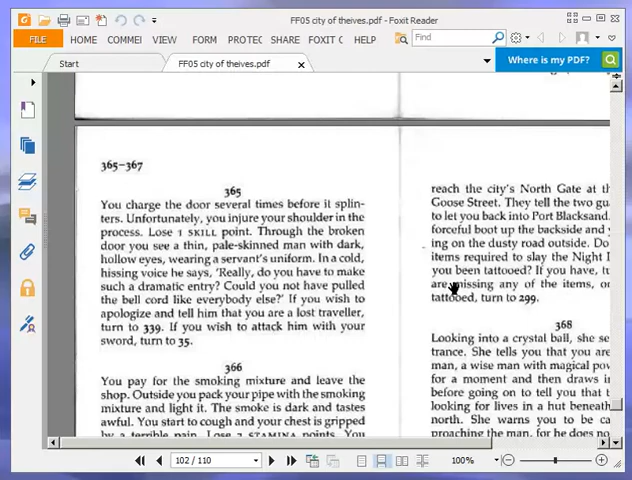 FF05 city of theives.pdf - Foxit Reader
FILE HOME COMMEI VIEW FORM PROTEC SHARE FOXIT C HELP Find
Start FF05 city of theives.pdf Where is my PDF?
365–367
365
You charge the door several times before it splin-
ters. Unfortunately, you injure your shoulder in the
process. Lose 1 SKILL point. Through the broken
door you see a thin, pale-skinned man with dark,
hollow eyes, wearing a servant's uniform. In a cold,
hissing voice he says, 'Really, do you have to make
such a dramatic entry? Could you not have pulled
the bell cord like everybody else?' If you wish to
apologize and tell him that you are a lost traveller,
turn to 339. If you wish to attack him with your
sword, turn to 35.
366
You pay for the smoking mixture and leave the
shop. Outside you pack your pipe with the smoking
mixture and light it. The smoke is dark and tastes
awful. You start to cough and your chest is gripped
by a terrible pain. Lose 2 STAMINA points. You
reach the city's North Gate at th
Goose Street. They tell the two gu
to let you back into Port Blacksand.
forceful boot up the backside and y
ing on the dusty road outside. Do
items required to slay the Night
you been tattooed? If you have, tu
are missing any of the items, or
tattooed, turn to 299.
368
Looking into a crystal ball, she se
trance. She tells you that you are
man, a wise man with magical pow
for a moment and then draws i
before going on to tell you that t
looking for lives in a hut beneath
north. She warns you to be ca
proaching the man, for he does no
102 / 110 100%